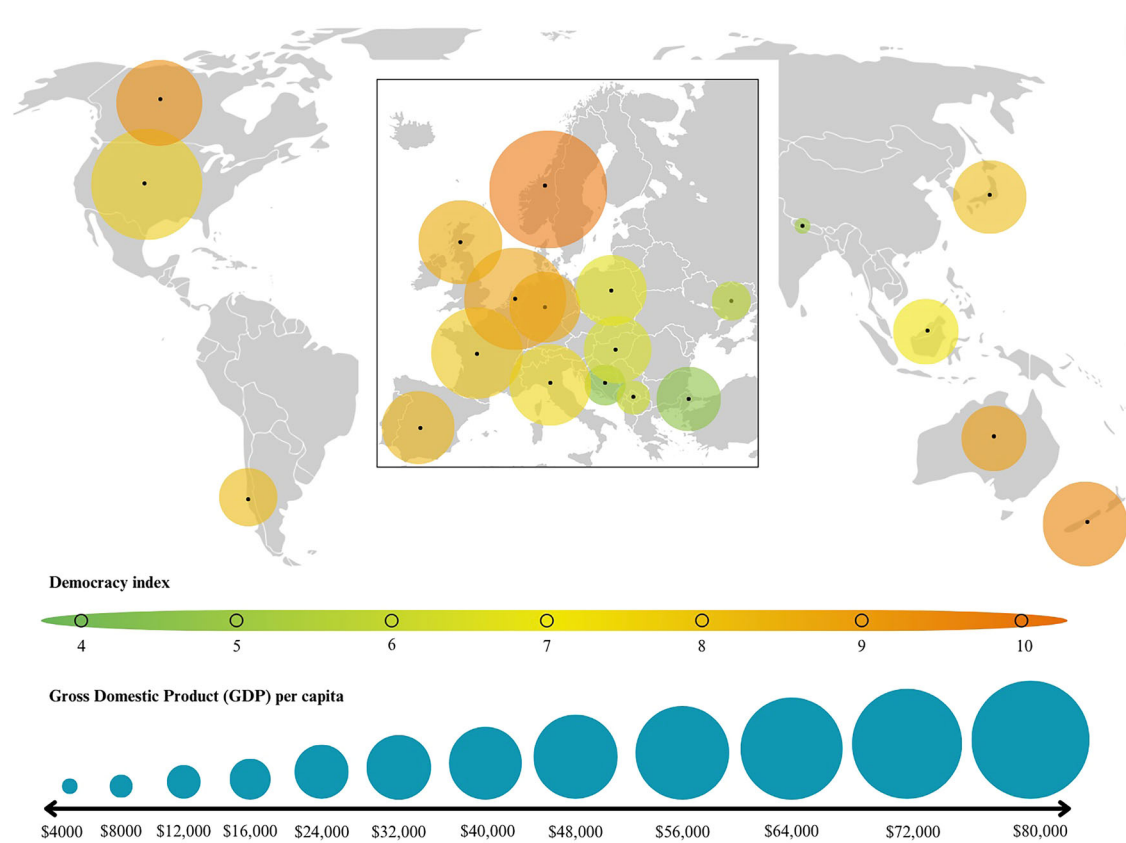 Democracy index
4 5 6 7 8 9 10
Gross Domestic Product (GDP) per capita
$4000 $8000 $12,000 $16,000 $24,000 $32,000 $40,000 $48,000 $56,000 $64,000 $72,000 $80,000